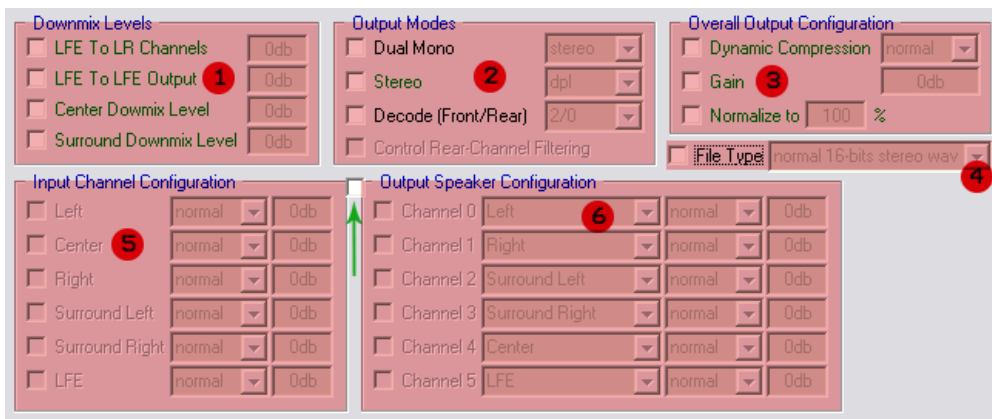 Downmix Levels
LFE To LR Channels 0db
LFE To LFE Output 1 0db
Center Dowmix Level 0db
Surround Downmix Level 0db
Output Modes
Dual Mono stereo
Stereo 2 dpl
Decode (Front/Rear) 2/0
Control Rear-Channel Filtering
Overall Output Configuration
Dynamic Compression normal
Gain 3 0db
Normalize to 100 %
File Type normal 16-bits stereo wav
4
Input Channel Configuration
Left normal 0db
Center 5 normal 0db
Right normal 0db
Surround Left normal 0db
Surround Right normal 0db
LFE normal 0db
Output Speaker Configuration
Channel 0 Left 6 normal 0db
Channel 1 Right normal 0db
Channel 2 Surround Left normal 0db
Channel 3 Surround Right normal 0db
Channel 4 Center normal 0db
Channel 5 LFE normal 0db